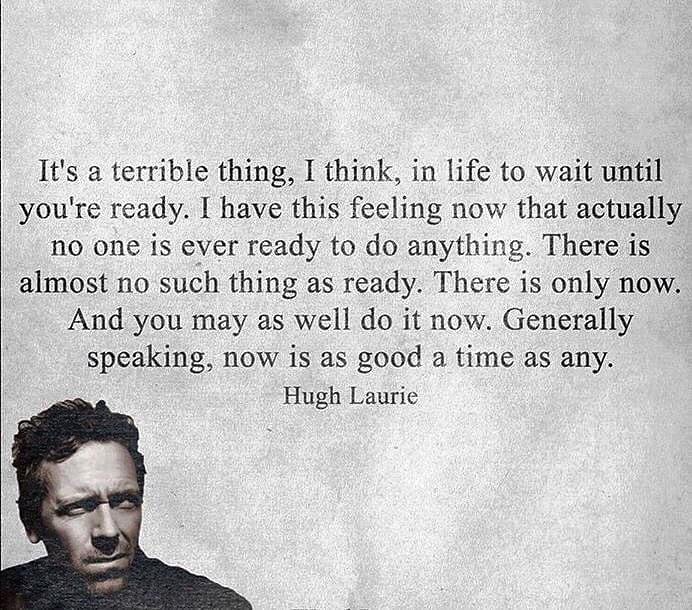 It's a terrible thing, I think, in life to wait until
you're ready. I have this feeling now that actually
no one is ever ready to do anything. There is
almost no such thing as ready. There is only now.
And you may as well do it now. Generally
speaking, now is as good a time as any.
Hugh Laurie